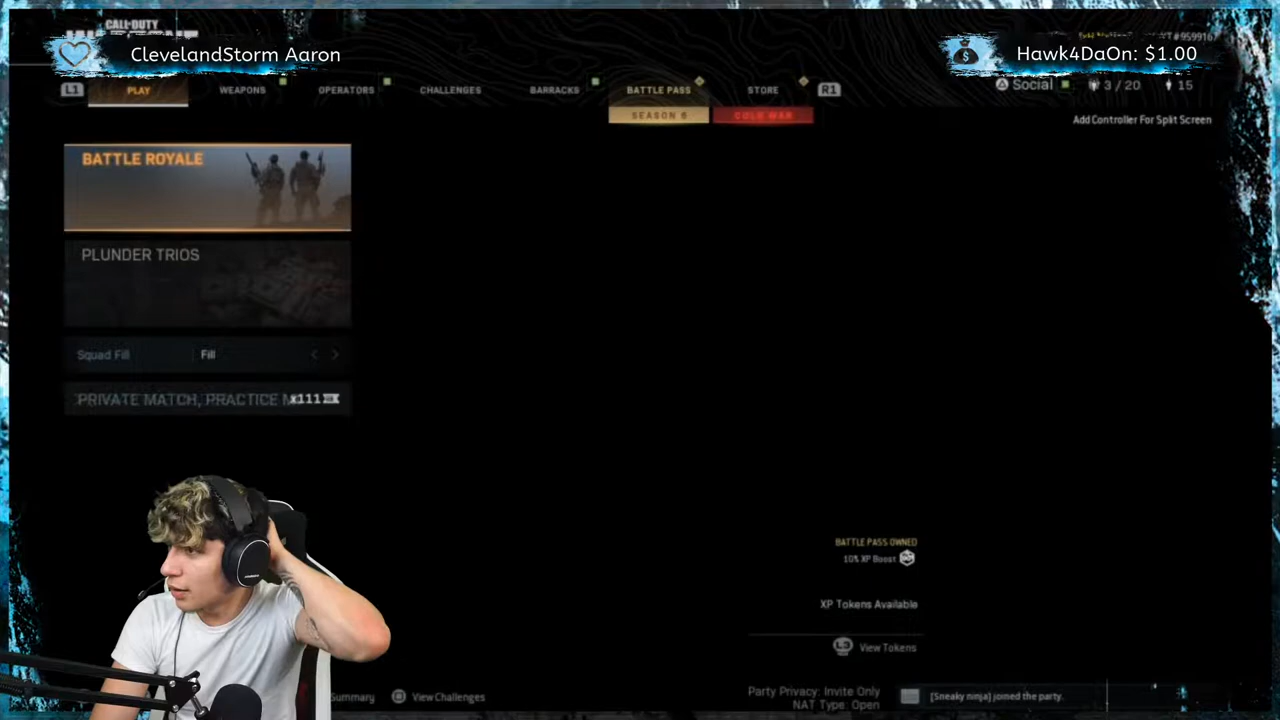 CALL OF DUTY
ClevelandStorm Aaron
Hawk4DaOn: $1.00
L1
PLAY
WEAPONS
OPERATORS
CHALLENGES
BARRACKS
BATTLE PASS
STORE
R1
Social
3 / 20
15
SEASON 6
COLD WAR
Add Controller For Split Screen
BATTLE ROYALE
PLUNDER TRIOS
Squad Fill
Fill
PRIVATE MATCH, PRACTICE
x111
BATTLE PASS OWNED
10% XP Boost
XP Tokens Available
L3
View Tokens
Summary
View Challenges
Party Privacy: Invite Only
NAT Type: Open
[Sneaky ninja] joined the party.